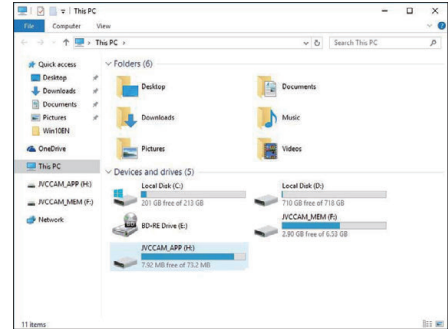 This PC
File Computer View
This PC
Search This PC
Quick access
Desktop
Downloads
Documents
Pictures
Win10EN
OneDrive
This PC
JVCCAM_APP (H:)
JVCCAM_MEM (F:)
Network
Folders (6)
Desktop
Documents
Downloads
Music
Pictures
Videos
Devices and drives (5)
Local Disk (C:)
201 GB free of 213 GB
Local Disk (D:)
710 GB free of 718 GB
BD-RE Drive (E:)
JVCCAM_MEM (F:)
2.90 GB free of 6.53 GB
JVCCAM_APP (H:)
7.92 MB free of 73.2 MB
11 items